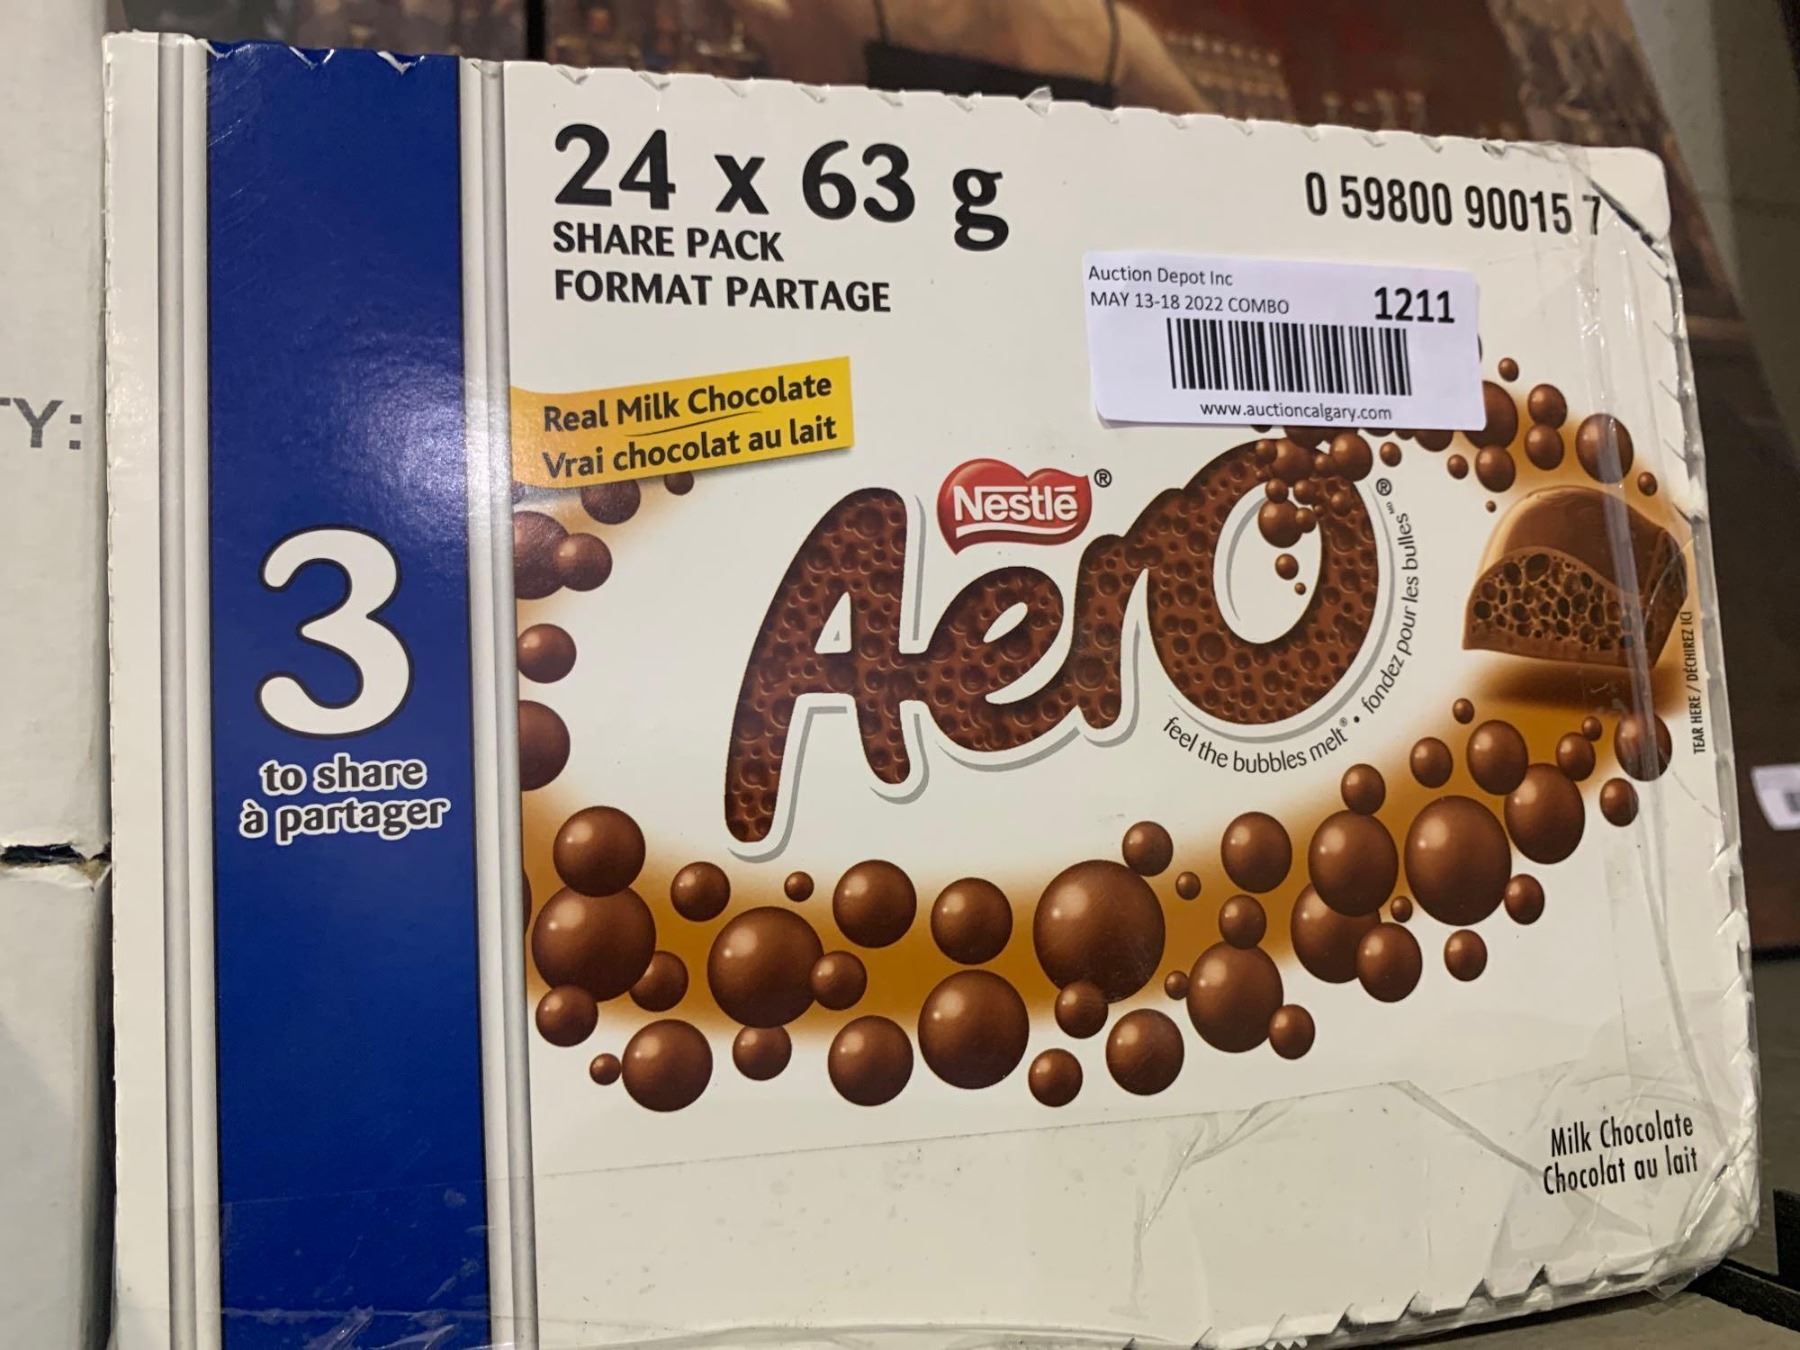 24 x 63 g
SHARE PACK
FORMAT PARTAGE
0 59800 90015 7
Auction Depot Inc
MAY 13-18 2022 COMBO
1211
www.auctioncalgary.com
Real Milk Chocolate
Vrai chocolat au lait
Nestlé ®
Aero ®
feel the bubbles melt® • fondez pour les bulles
3
to share
à partager
TEAR HERE / DÉCHIREZ ICI
Milk Chocolate
Chocolat au lait
Y: